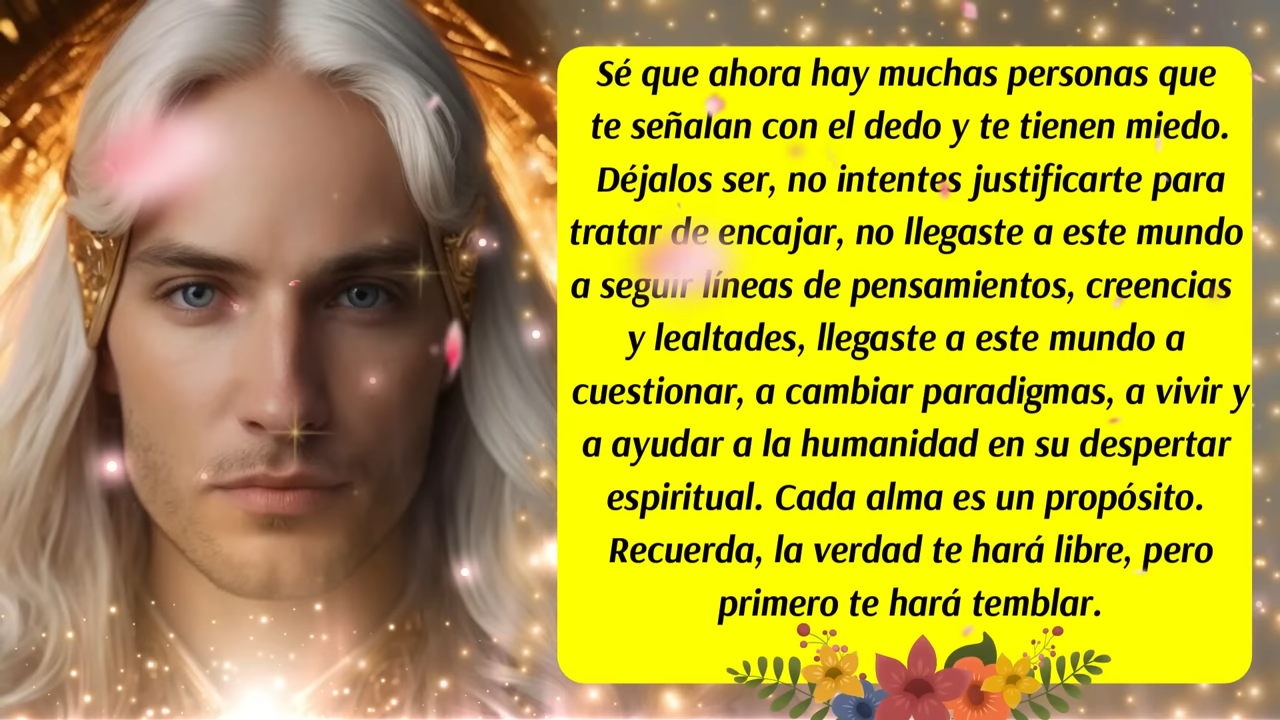 Sé que ahora hay muchas personas que
te señalan con el dedo y te tienen miedo.
Déjalos ser, no intentes justificarte para
tratar de encajar, no llegaste a este mundo
a seguir líneas de pensamientos, creencias
y lealtades, llegaste a este mundo a
cuestionar, a cambiar paradigmas, a vivir y
a ayudar a la humanidad en su despertar
espiritual. Cada alma es un propósito.
Recuerda, la verdad te hará libre, pero
primero te hará temblar.